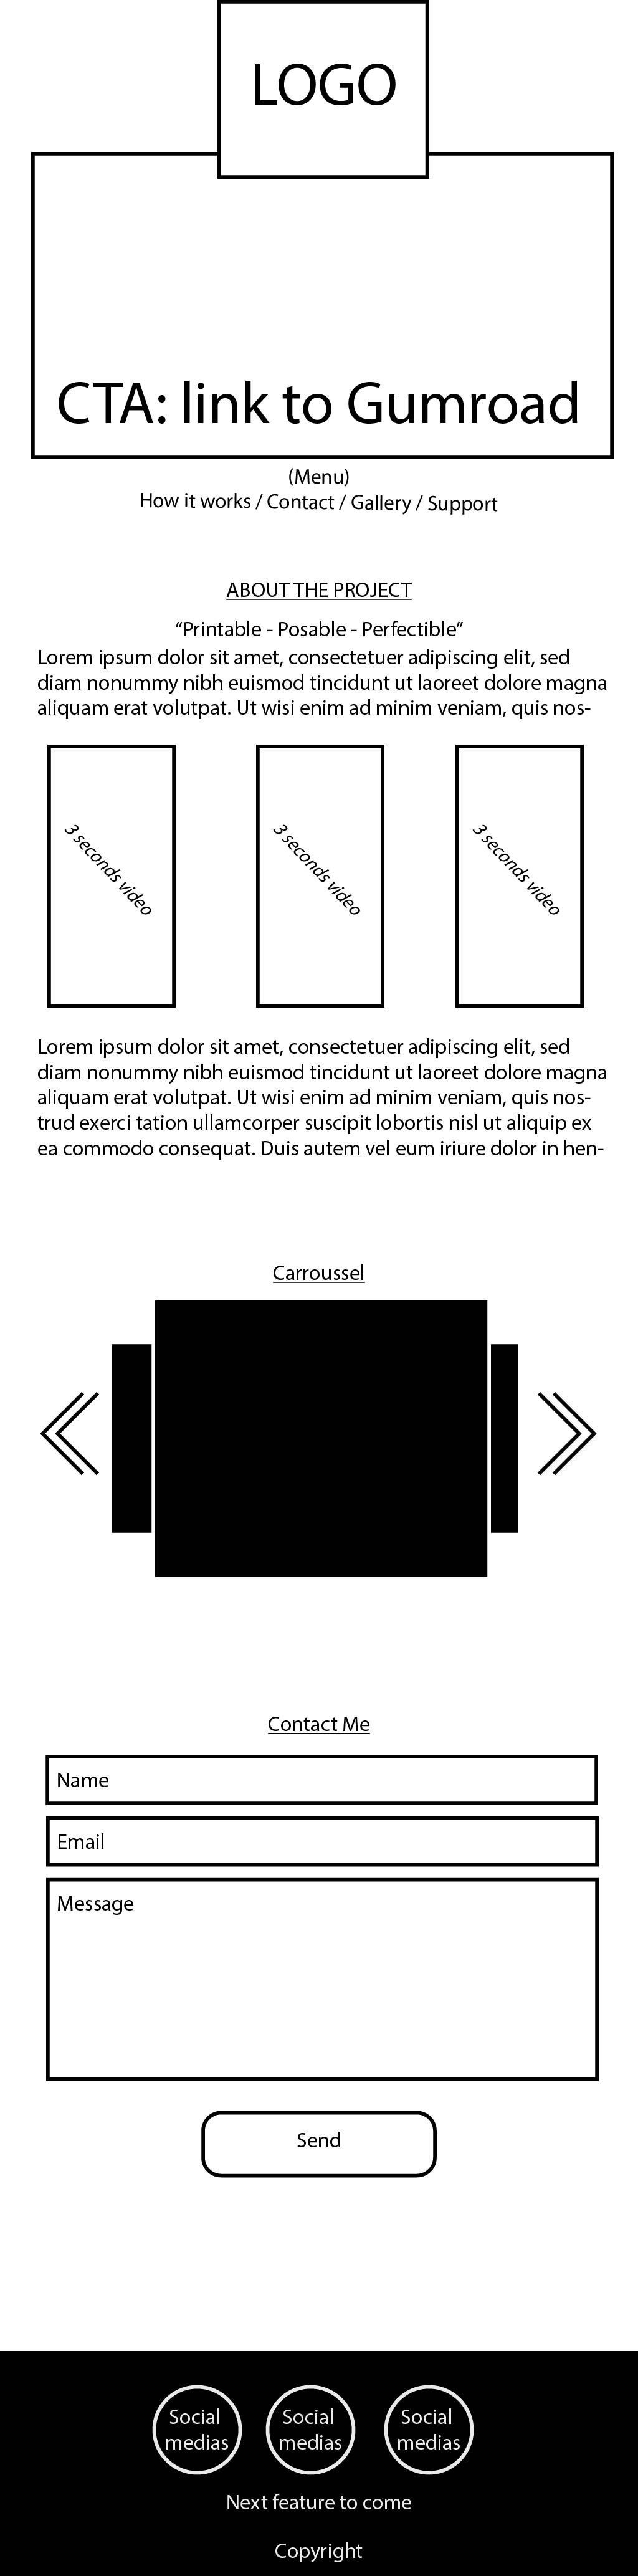 LOGO
CTA: link to Gumroad
(Menu)
How it works / Contact / Gallery / Support
ABOUT THE PROJECT
“Printable - Posable - Perfectible”
Lorem ipsum dolor sit amet, consectetuer adipiscing elit, sed
diam nonummy nibh euismod tincidunt ut laoreet dolore magna
aliquam erat volutpat. Ut wisi enim ad minim veniam, quis nos-
3 seconds video
3 seconds video
3 seconds video
Lorem ipsum dolor sit amet, consectetuer adipiscing elit, sed
diam nonummy nibh euismod tincidunt ut laoreet dolore magna
aliquam erat volutpat. Ut wisi enim ad minim veniam, quis nos-
trud exerci tation ullamcorper suscipit lobortis nisl ut aliquip ex
ea commodo consequat. Duis autem vel eum iriure dolor in hen-
Carroussel
Contact Me
Name
Email
Message
Send
Social
medias
Social
medias
Social
medias
Next feature to come
Copyright